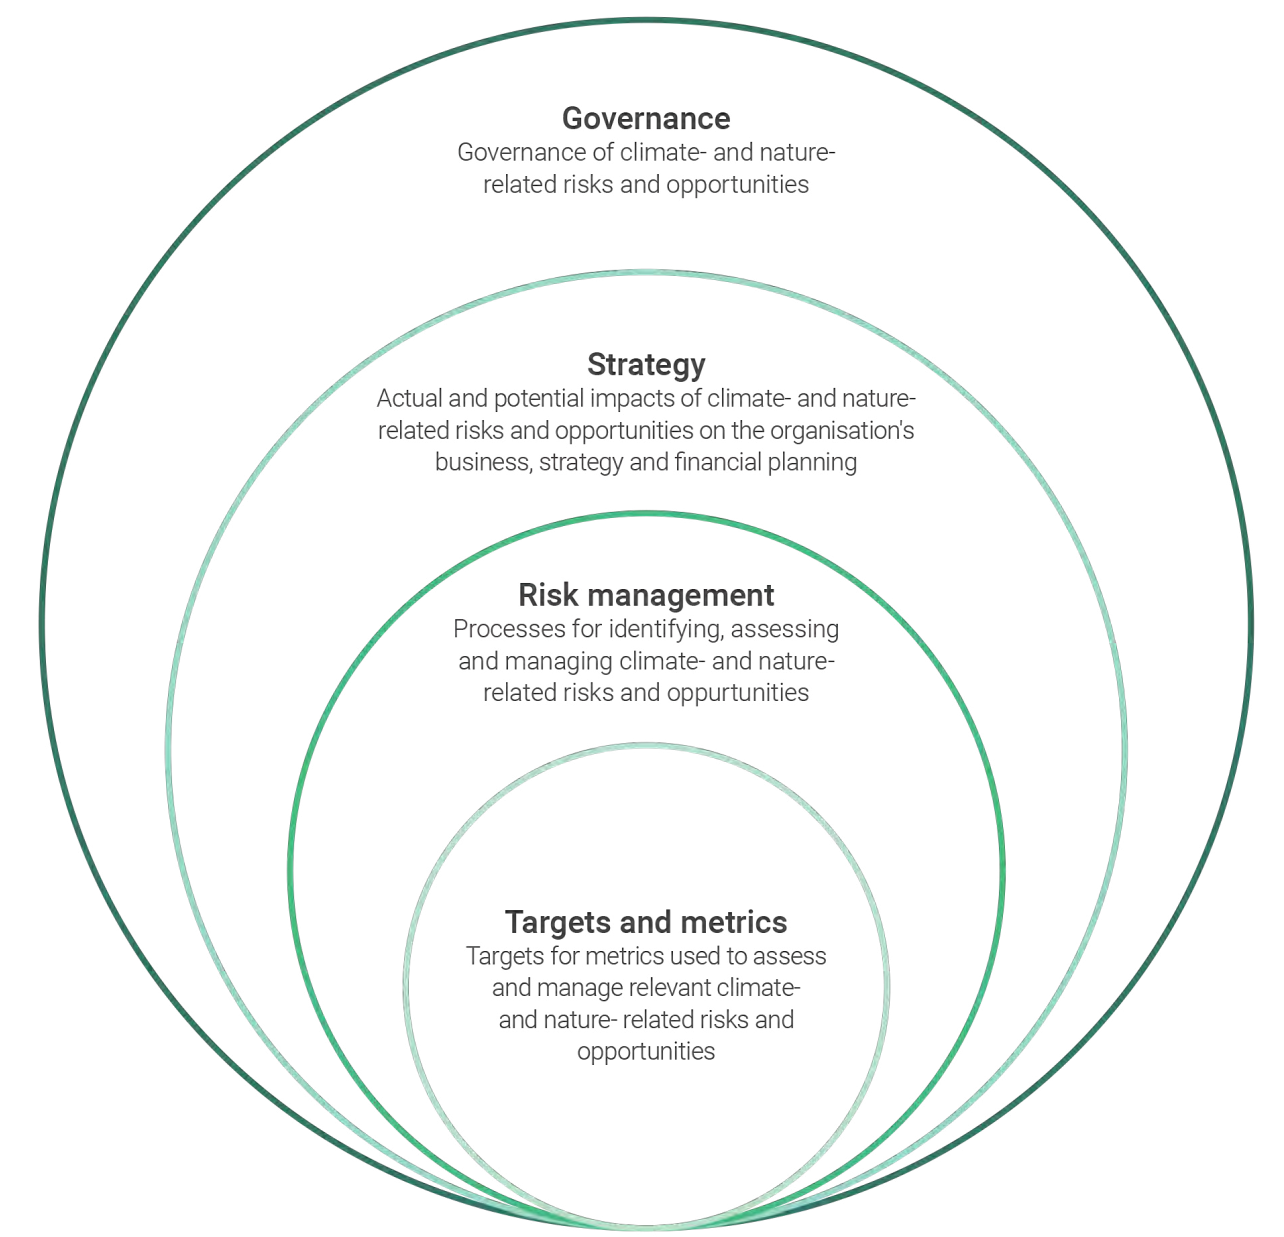 Governance
Governance of climate- and nature-
related risks and opportunities
Strategy
Actual and potential impacts of climate- and nature-
related risks and opportunities on the organisation's
business, strategy and financial planning
Risk management
Processes for identifying, assessing
and managing climate- and nature-
related risks and oppurtunities
Targets and metrics
Targets for metrics used to assess
and manage relevant climate-
and nature- related risks and
opportunities